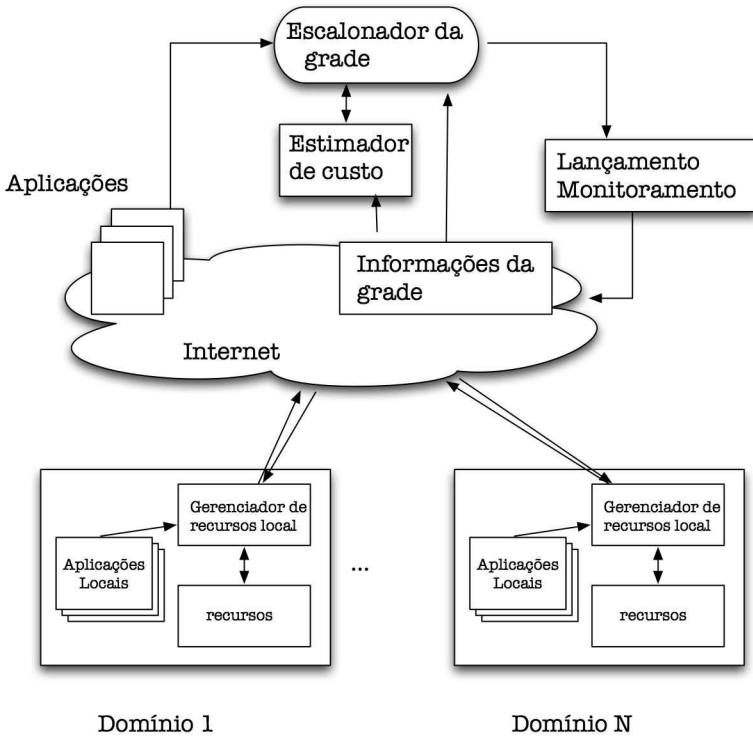 Escalonador da
grade
Estimador
de custo
Lançamento
Monitoramento
Aplicações
Informações da
grade
Internet
Gerenciador de
recursos local
Aplicações
Locais
recursos
...
Gerenciador de
recursos local
Aplicações
Locais
recursos
Domínio 1
Domínio N